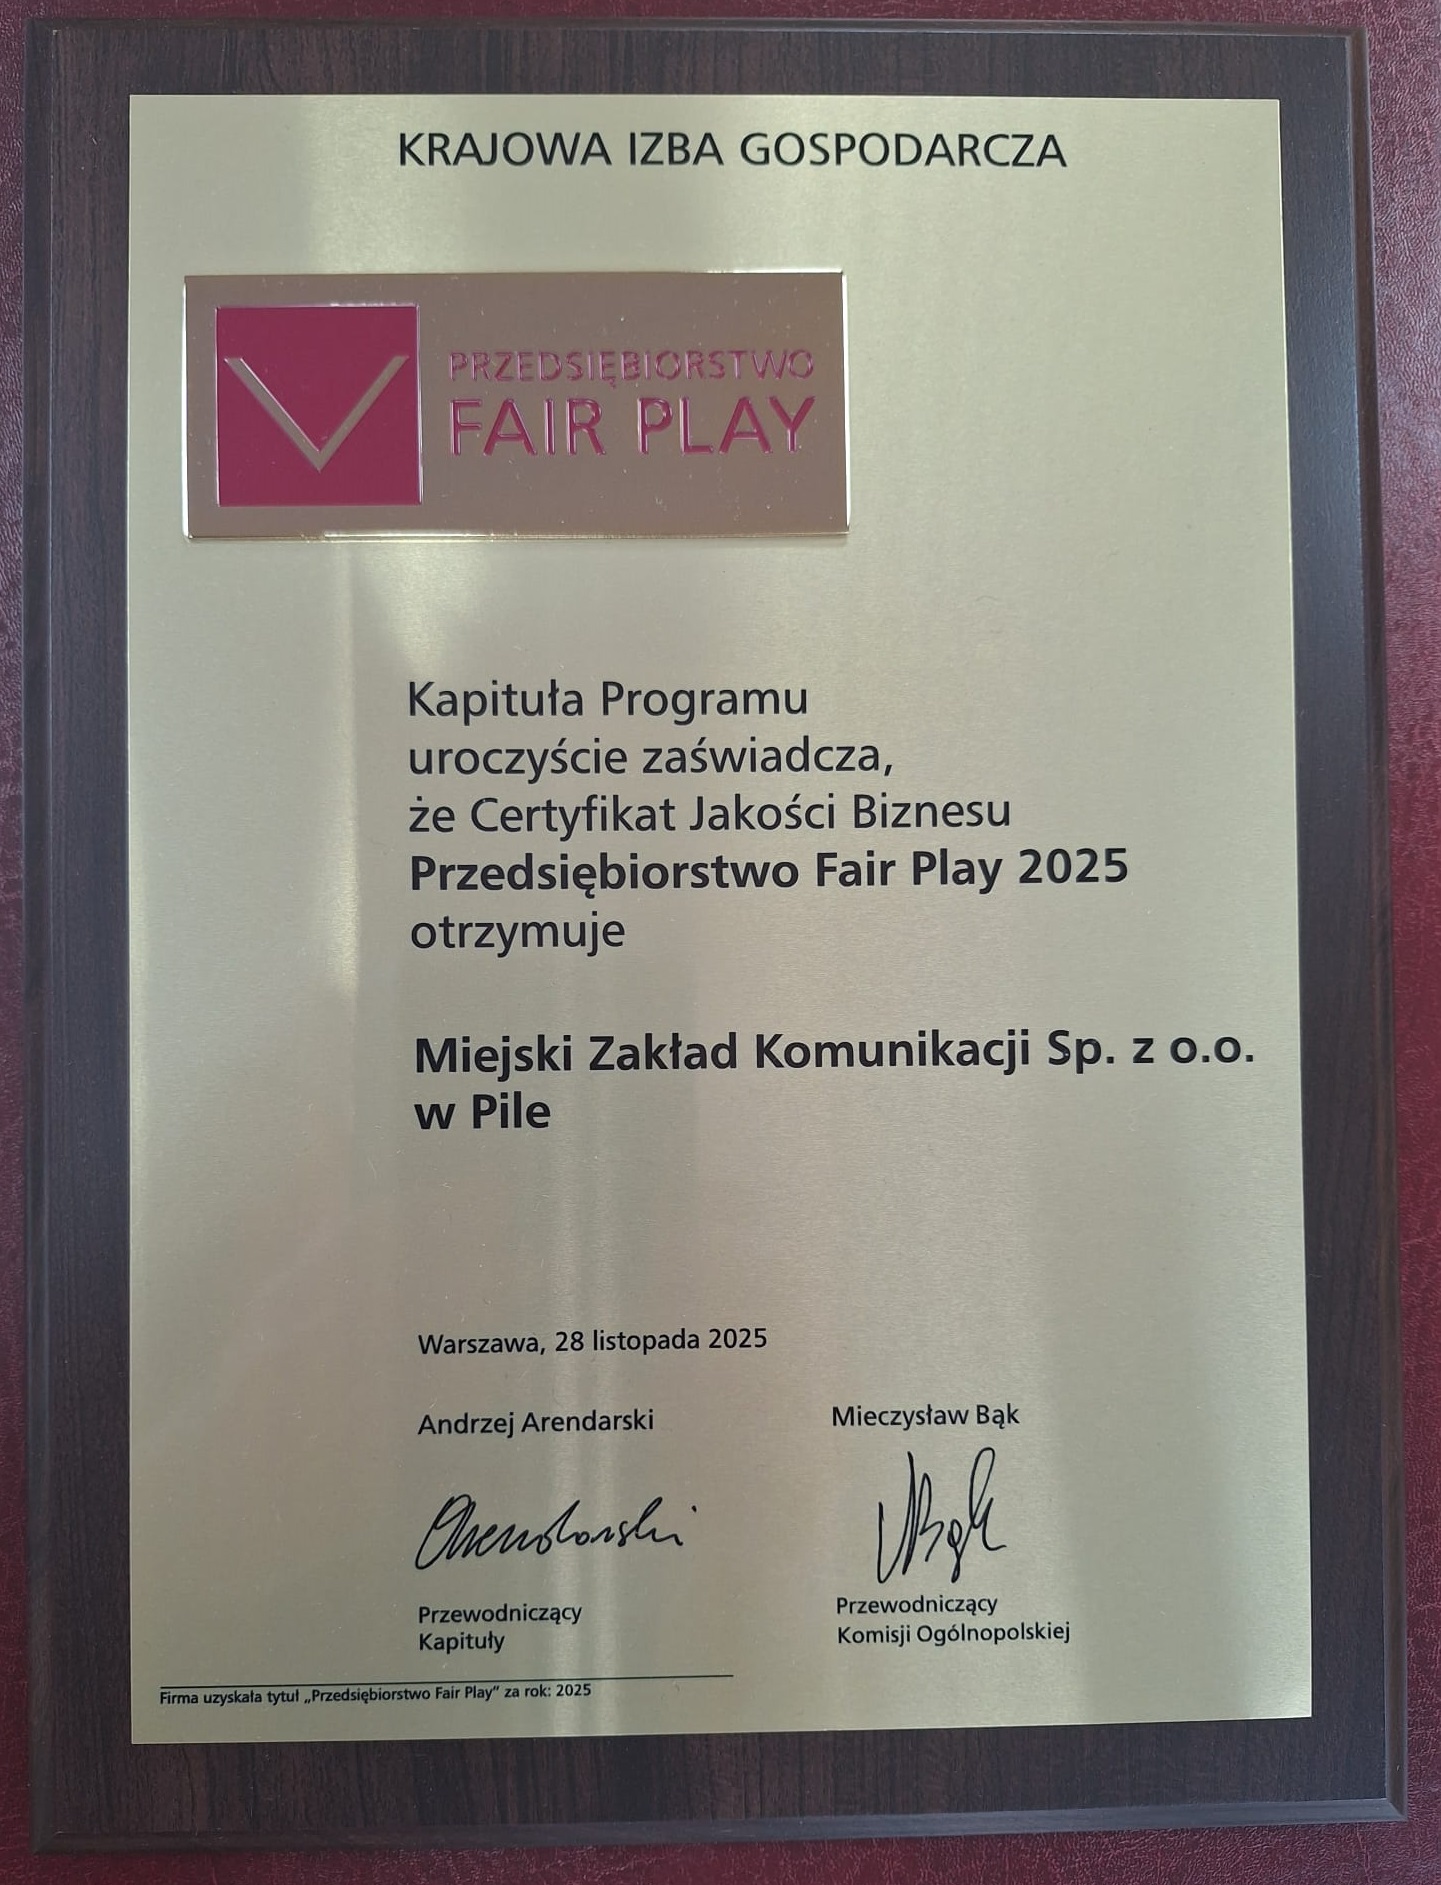 KRAJOWA IZBA GOSPODARCZA
PRZEDSIĘBIORSTWO
FAIR PLAY
Kapituła Programu
uroczyście zaświadcza,
że Certyfikat Jakości Biznesu
Przedsiębiorstwo Fair Play 2025
otrzymuje
Miejski Zakład Komunikacji Sp. z o.o.
w Pile
Warszawa, 28 listopada 2025
Andrzej Arendarski
Mieczysław Bąk
Arendarski
MBąk
Przewodniczący
Kapituły
Przewodniczący
Komisji Ogólnopolskiej
Firma uzyskała tytuł „Przedsiębiorstwo Fair Play” za rok: 2025